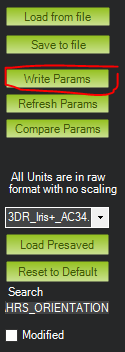 Load from file
Save to file
Write Params
Refresh Params
Compare Params
All Units are in raw
format with no scaling
3DR_Iris+_AC34.
Load Presaved
Reset to Default
Search
HRS_ORIENTATION
Modified